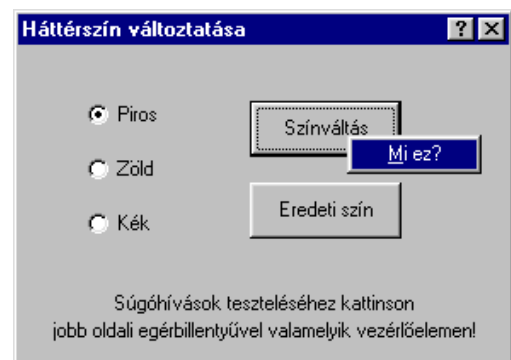 Háttérszín változtatása
Piros
Színváltás
Mi ez?
Zöld
Eredeti szín
Kék
Súgóhívások teszteléséhez kattinson
jobb oldali egérbillentyűvel valamelyik vezérlőelemen!